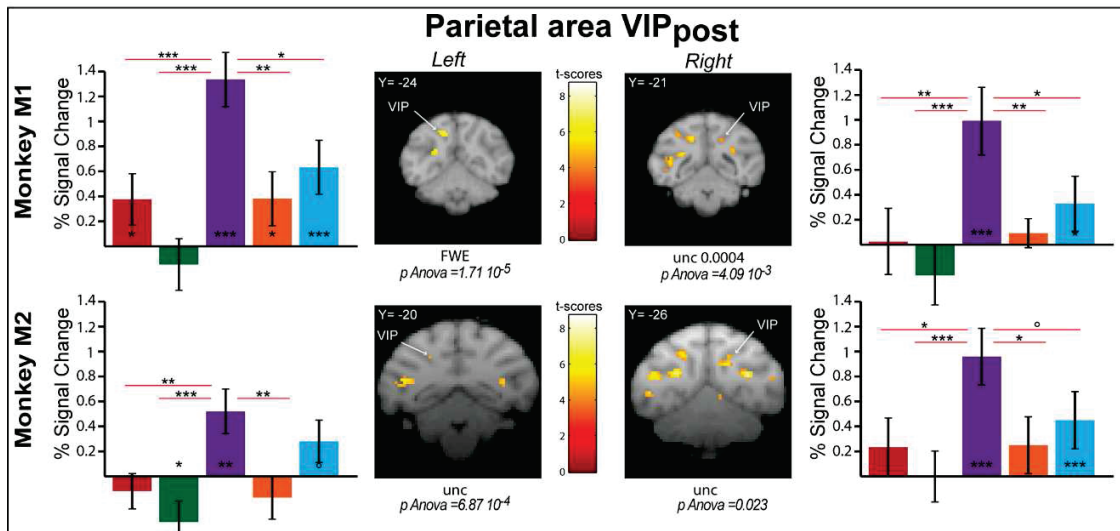 Parietal area VIPpost
Left
Right
Monkey M1
% Signal Change
1.4
1.2
1
0.8
0.6
0.4
0.2
***
***
*
**
*
***
*
***
Y= -24
VIP
FWE
p Anova =1.71 10-5
t-scores
8
6
4
2
0
Y= -21
VIP
unc 0.0004
p Anova =4.09 10-3
% Signal Change
1.4
1.2
1
0.8
0.6
0.4
0.2
**
***
*
**
***
*
Monkey M2
% Signal Change
1.4
1.2
1
0.8
0.6
0.4
0.2
**
***
**
*
**
°
Y= -20
VIP
unc
p Anova =6.87 10-4
t-scores
8
6
4
2
0
Y= -26
VIP
unc
p Anova =0.023
% Signal Change
1.4
1.2
1
0.8
0.6
0.4
0.2
*
***
°
*
***
***